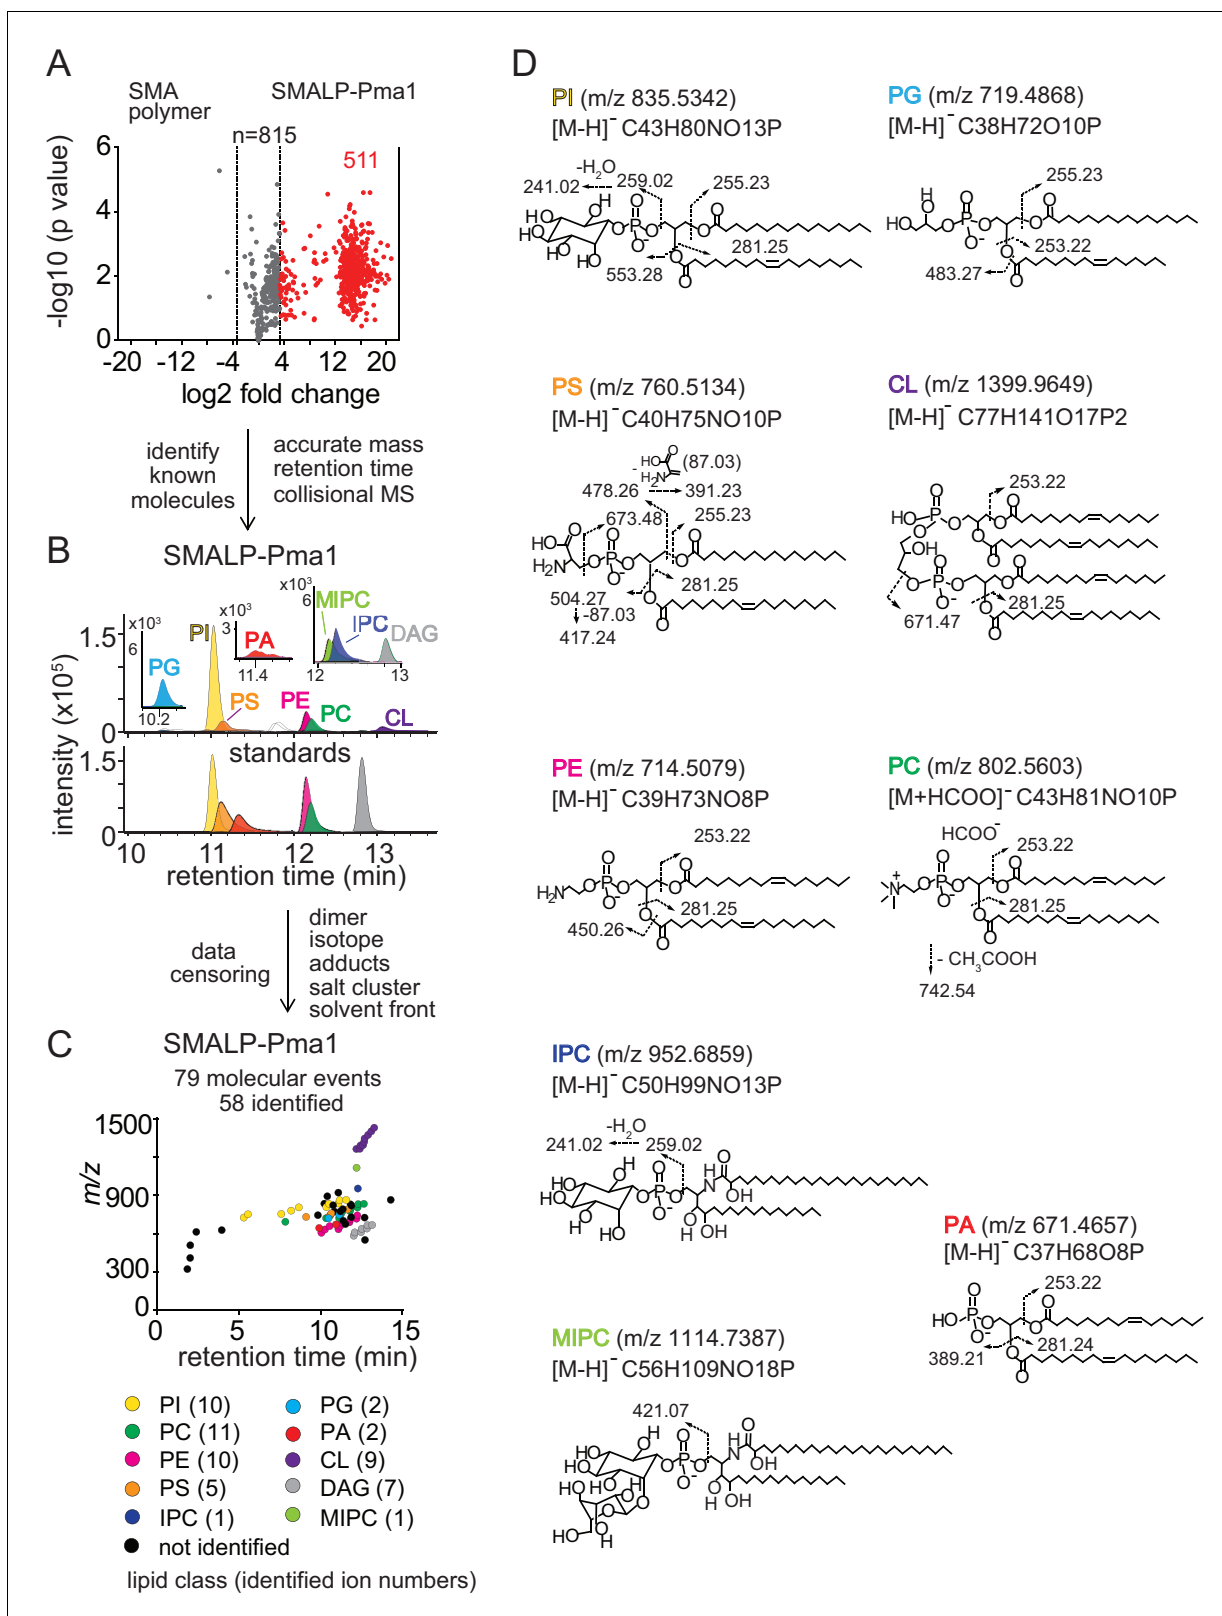 A
SMA
polymer
SMALP-Pma1
n=815
511
6
4
2
0
-log10 (p value)
-20
-12
-4
4
12
20
log2 fold change
identify
known
molecules
accurate mass
retention time
collisional MS
B
SMALP-Pma1
x10³
6
PG
10.2
PI
PS
x10³
3
PA
11.4
x10³
6
MIPC
IPC
DAG
12
13
PE
PC
CL
1.5
0
standards
1.5
0
intensity (x10⁵)
10
11
12
13
retention time (min)
data
censoring
dimer
isotope
adducts
salt cluster
solvent front
C
SMALP-Pma1
79 molecular events
58 identified
1500
900
300
0
m/z
0
5
10
15
retention time (min)
PI (10)
PG (2)
PC (11)
PA (2)
PE (10)
CL (9)
PS (5)
DAG (7)
IPC (1)
MIPC (1)
not identified
lipid class (identified ion numbers)
D
PI (m/z 835.5342)
[M-H]⁻ C43H80NO13P
-H₂O
241.02
259.02
255.23
281.25
553.28
PG (m/z 719.4868)
[M-H]⁻ C38H72O10P
255.23
253.22
483.27
PS (m/z 760.5134)
[M-H]⁻ C40H75NO10P
- HO O H₂N (87.03)
478.26
391.23
673.48
255.23
281.25
504.27
-87.03
417.24
CL (m/z 1399.9649)
[M-H]⁻ C77H141O17P2
253.22
281.25
671.47
PE (m/z 714.5079)
[M-H]⁻ C39H73NO8P
253.22
281.25
450.26
PC (m/z 802.5603)
[M+HCOO]⁻ C43H81NO10P
HCOO⁻
253.22
281.25
- CH₃COOH
742.54
IPC (m/z 952.6859)
[M-H]⁻ C50H99NO13P
-H₂O
241.02
259.02
PA (m/z 671.4657)
[M-H]⁻ C37H68O8P
253.22
281.24
389.21
MIPC (m/z 1114.7387)
[M-H]⁻ C56H109NO18P
421.07